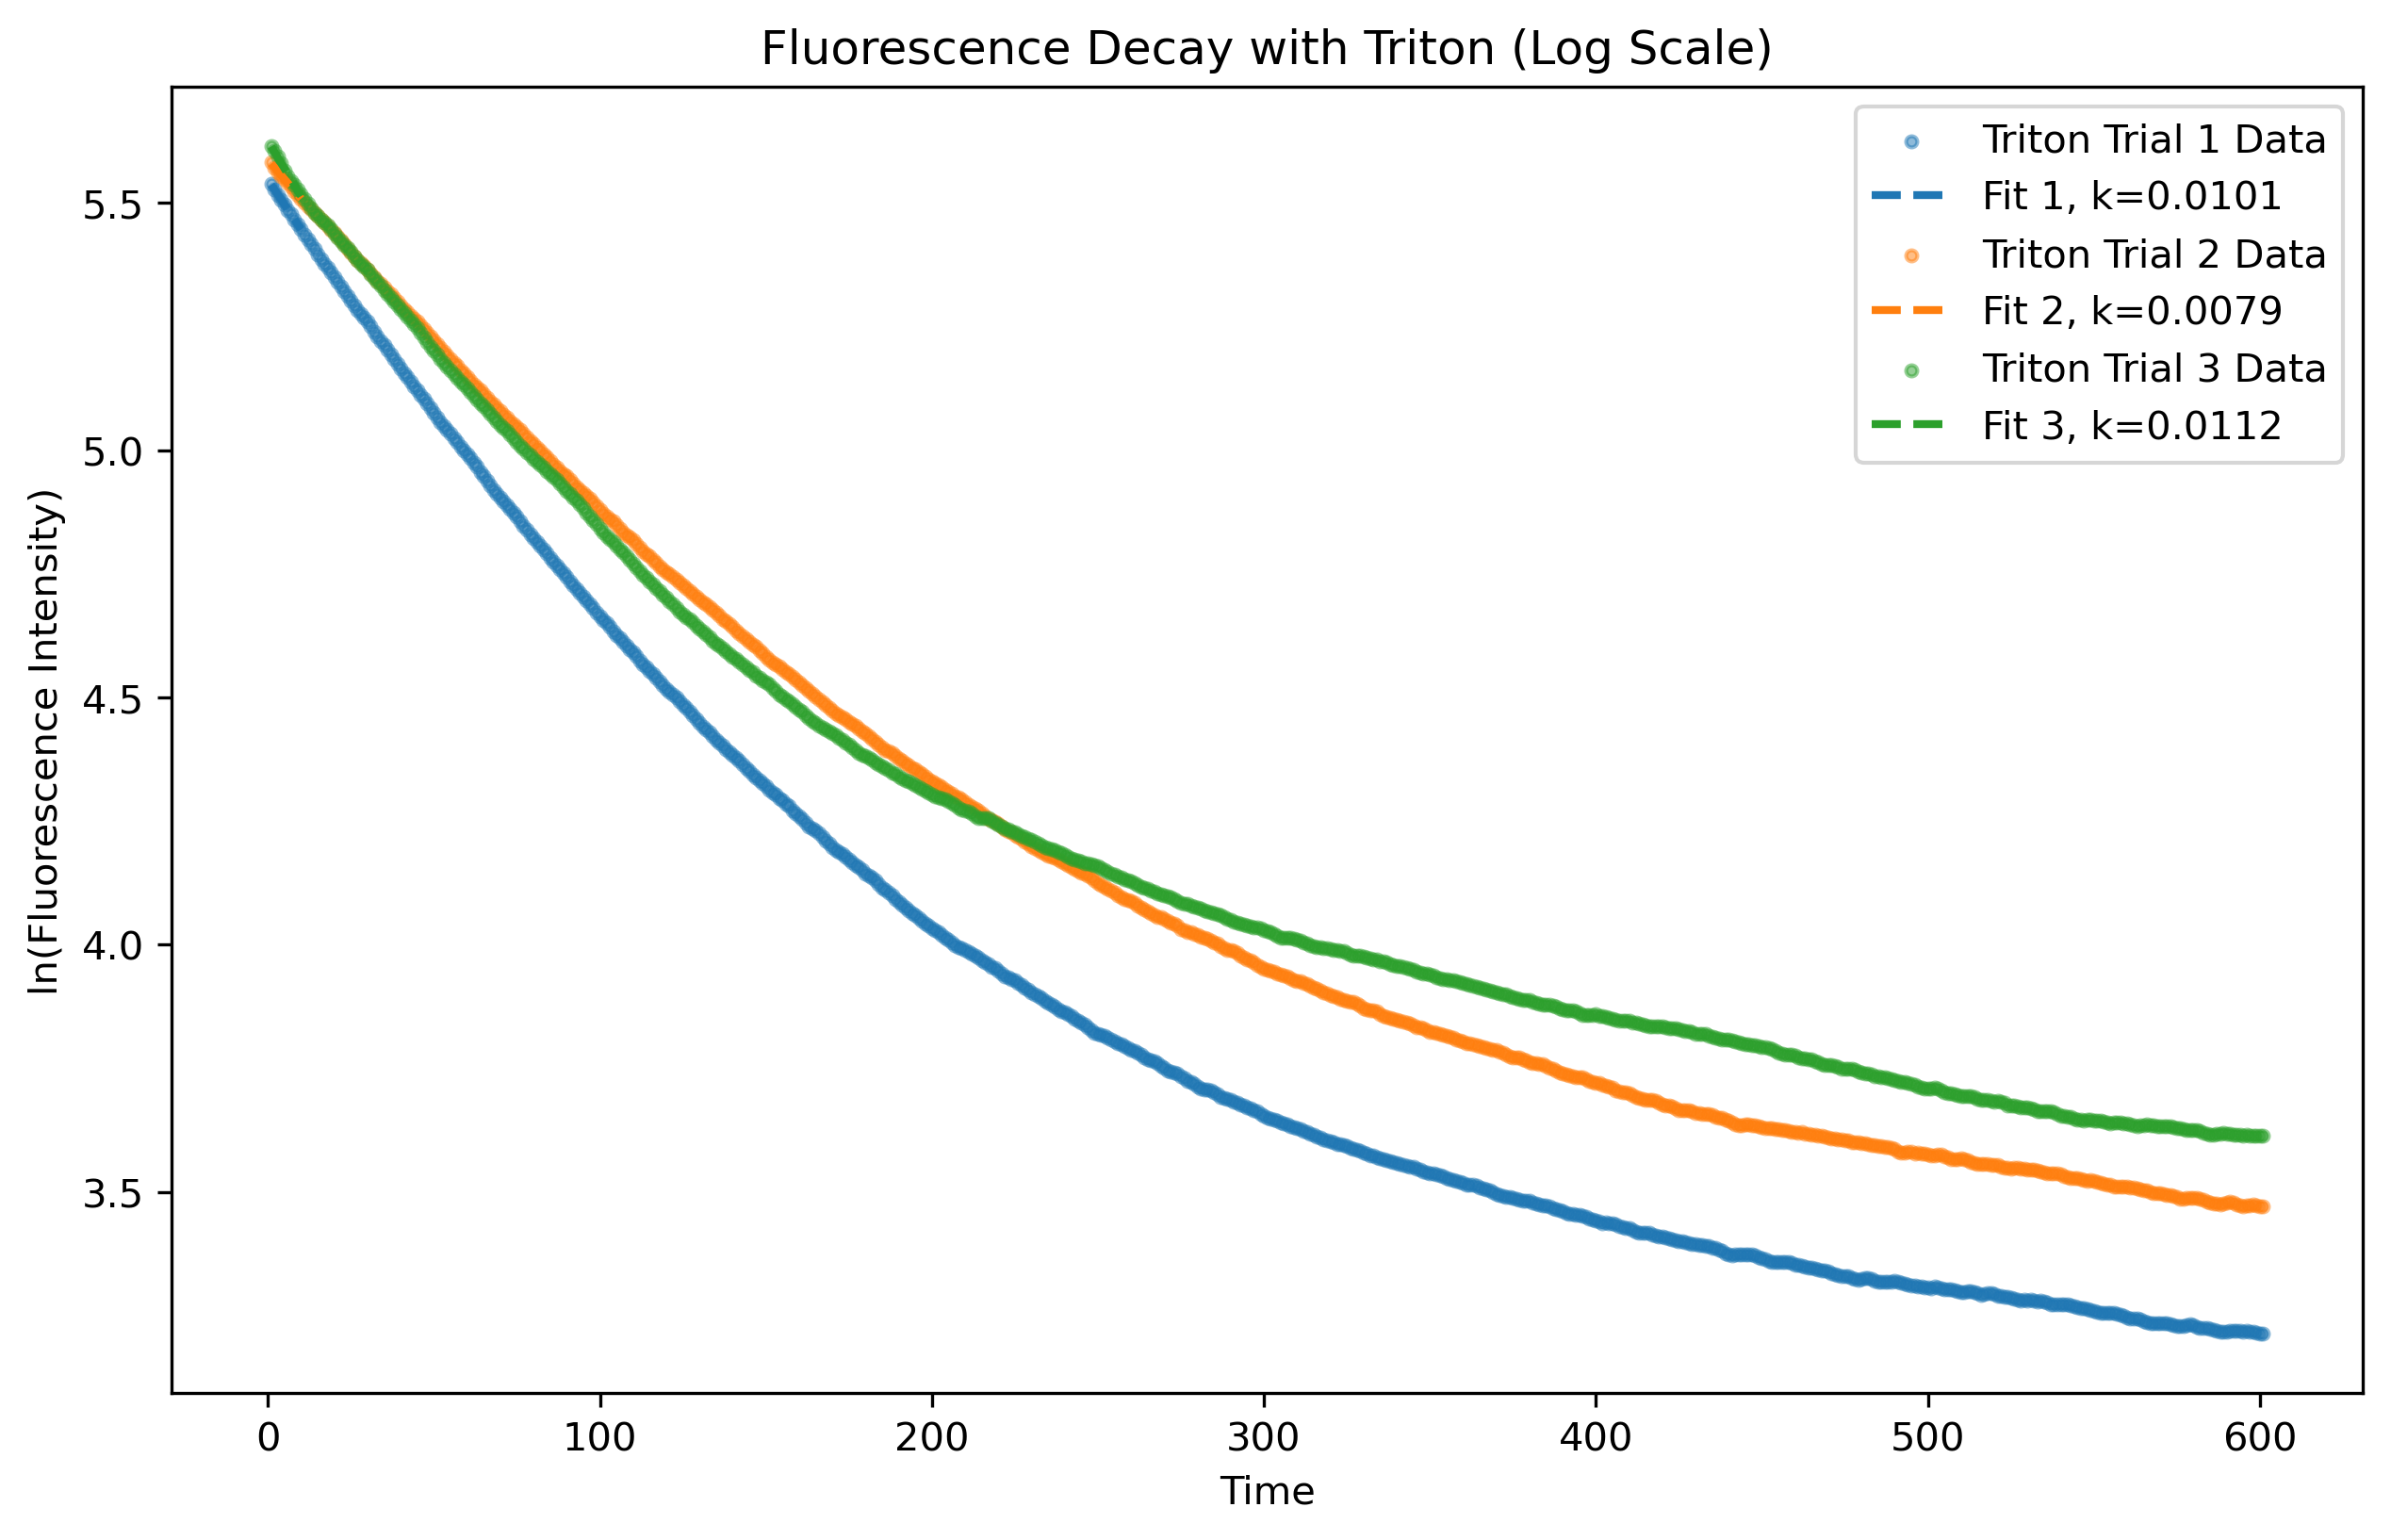 Fluorescence Decay with Triton (Log Scale)
Triton Trial 1 Data
Fit 1, k=0.0101
Triton Trial 2 Data
Fit 2, k=0.0079
Triton Trial 3 Data
Fit 3, k=0.0112
ln(Fluorescence Intensity)
5.5
5.0
4.5
4.0
3.5
0 100 200 300 400 500 600
Time